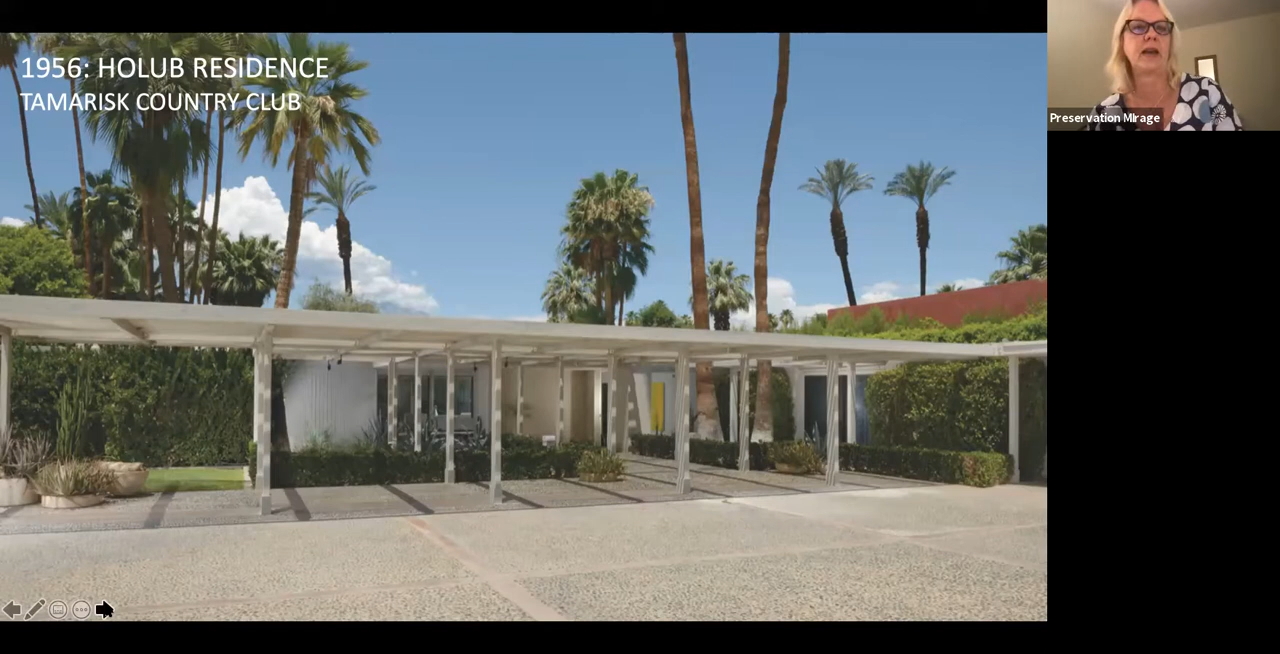 1956: HOLUB RESIDENCE
TAMARISK COUNTRY CLUB
Preservation Mirage